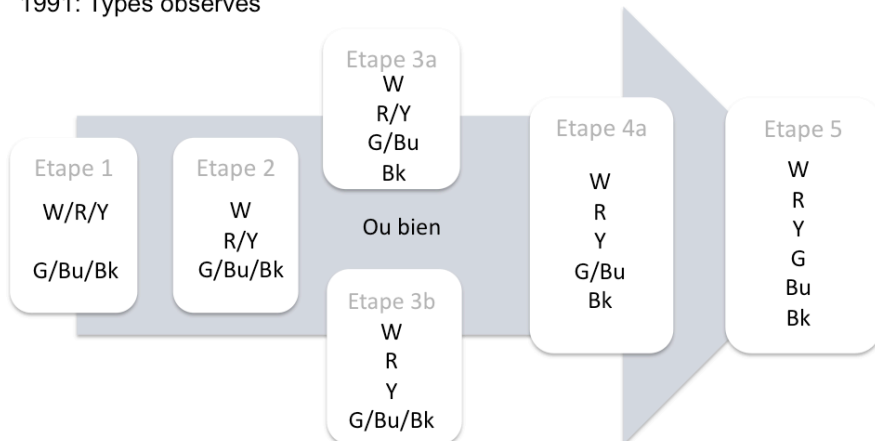 1991: Types observés
Etape 1
W/R/Y
G/Bu/Bk
Etape 2
W
R/Y
G/Bu/Bk
Etape 3a
W
R/Y
G/Bu
Bk
Ou bien
Etape 3b
W
R
Y
G/Bu/Bk
Etape 4a
W
R
Y
G/Bu
Bk
Etape 5
W
R
Y
G
Bu
Bk